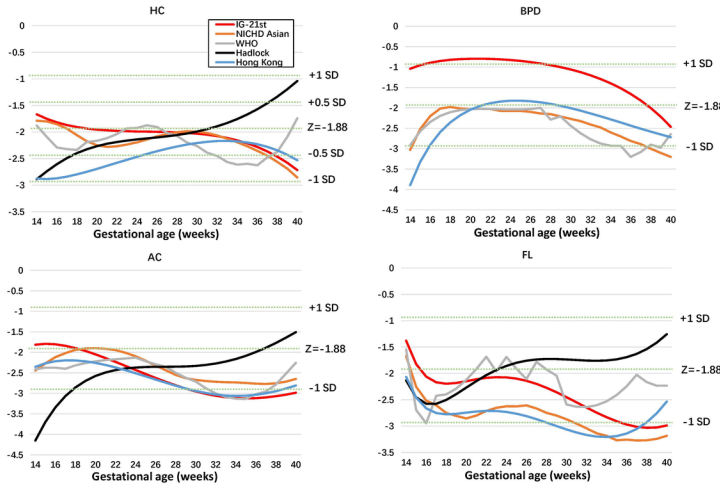 HC
0
-0.5
-1
-1.5
-2
-2.5
-3
-3.5
IG-21st
NICHD Asian
WHO
Hadlock
Hong Kong
+1 SD
+0.5 SD
Z=-1.88
-0.5 SD
-1 SD
14 16 18 20 22 24 26 28 30 32 34 36 38 40
Gestational age (weeks)
BPD
0
-0.5
-1
-1.5
-2
-2.5
-3
-3.5
-4
-4.5
+1 SD
Z=-1.88
-1 SD
14 16 18 20 22 24 26 28 30 32 34 36 38 40
Gestational age (weeks)
AC
0
-0.5
-1
-1.5
-2
-2.5
-3
-3.5
-4
-4.5
+1 SD
Z=-1.88
-1 SD
14 16 18 20 22 24 26 28 30 32 34 36 38 40
Gestational age (weeks)
FL
0
-0.5
-1
-1.5
-2
-2.5
-3
-3.5
+1 SD
Z=-1.88
-1 SD
14 16 18 20 22 24 26 28 30 32 34 36 38 40
Gestational age (weeks)